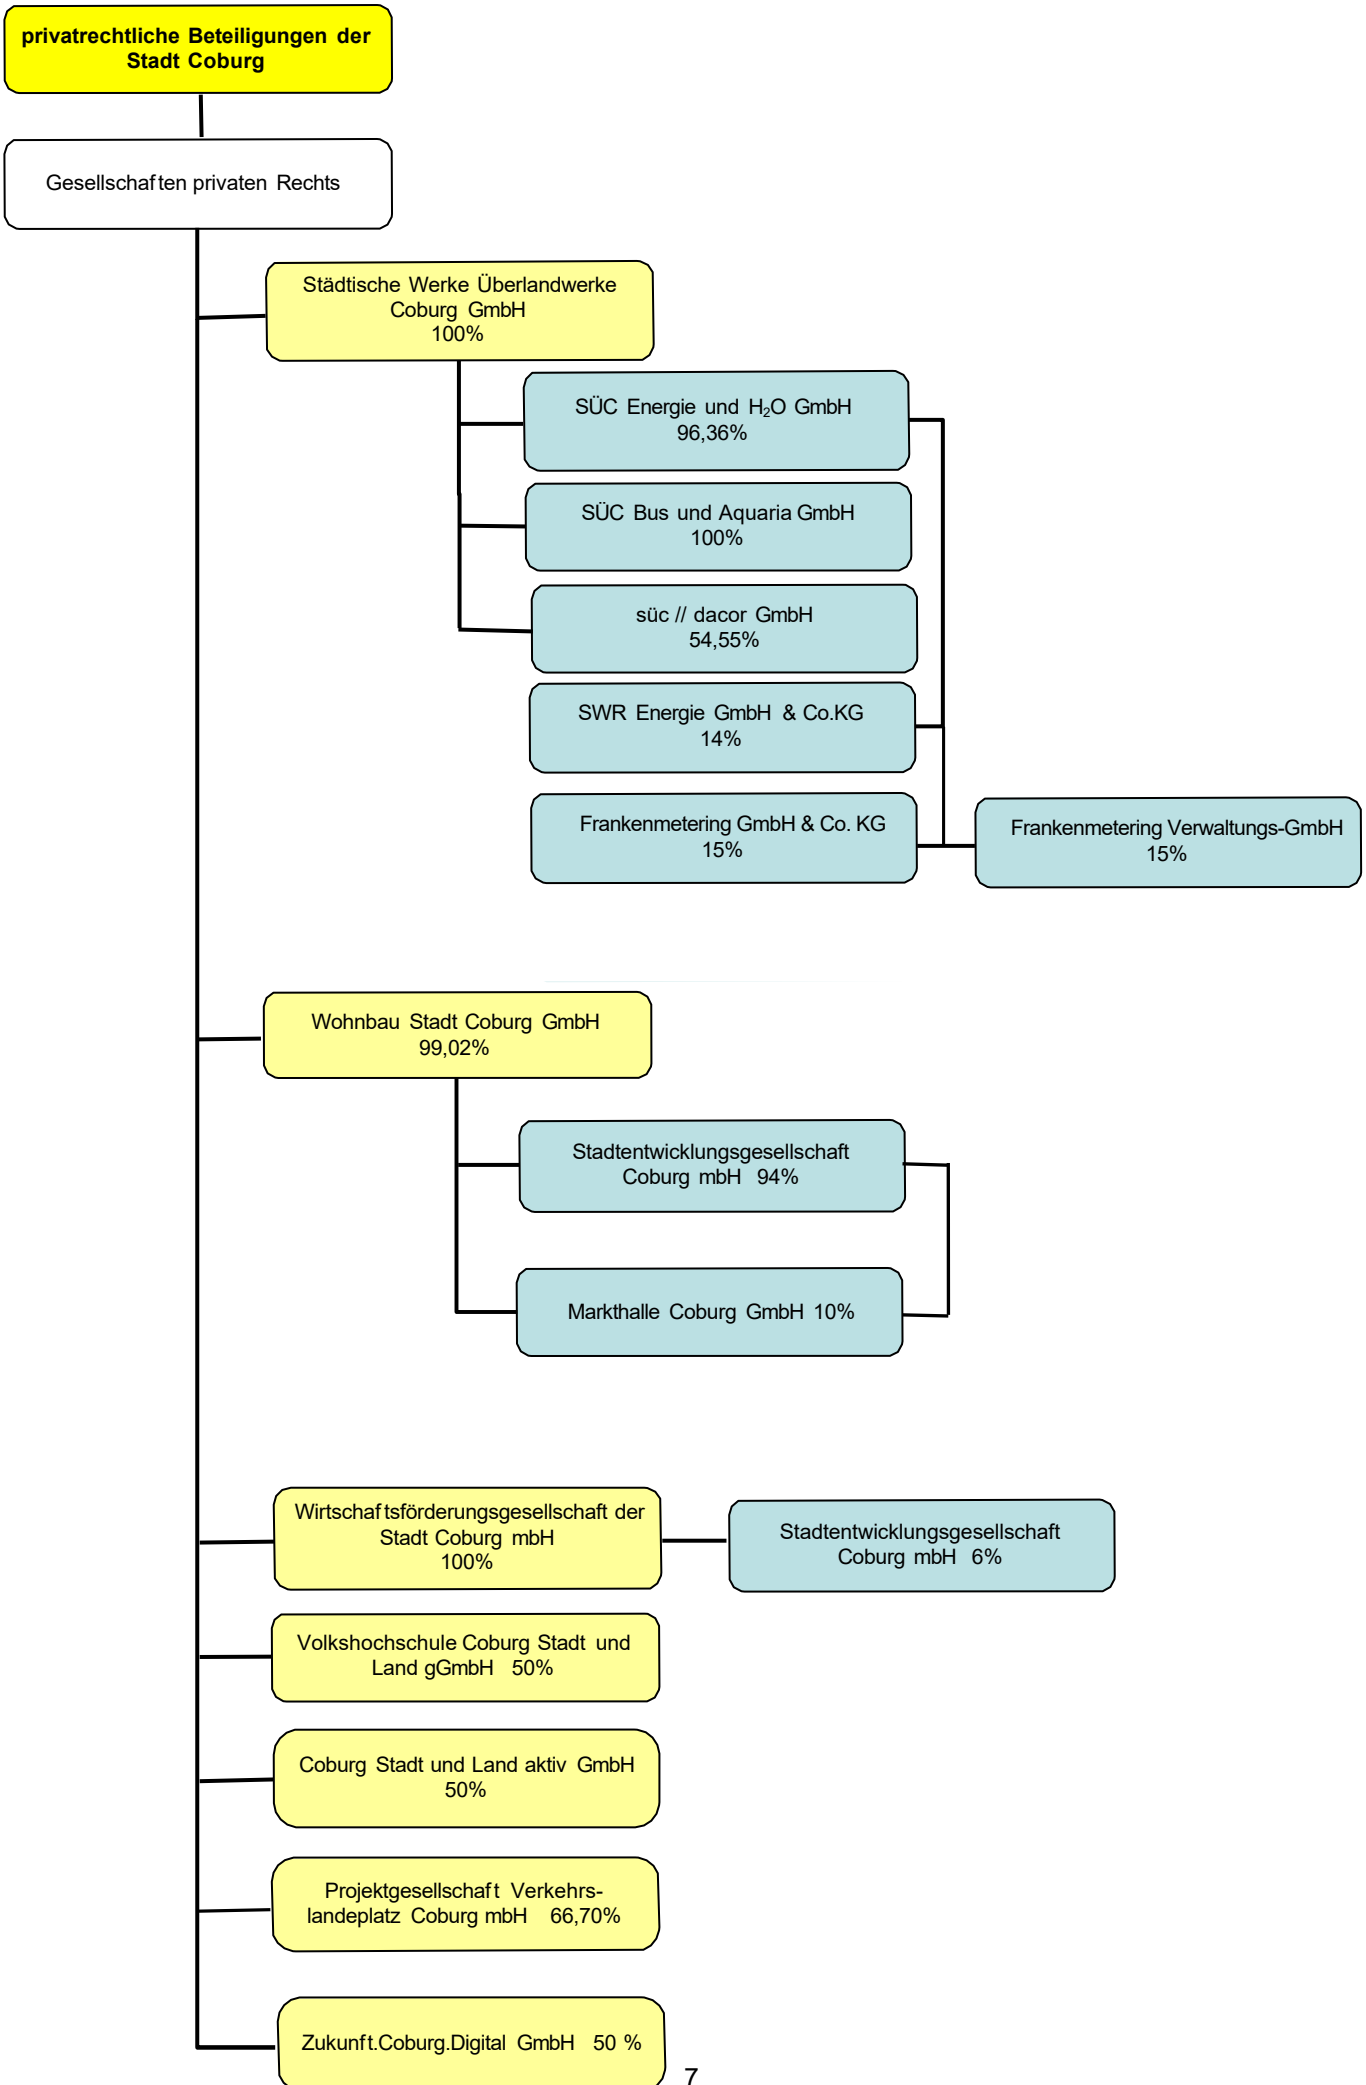 privatrechtliche Beteiligungen der
Stadt Coburg
Gesellschaften privaten Rechts
Städtische Werke Überlandwerke
Coburg GmbH
100%
SÜC Energie und H₂O GmbH
96,36%
SÜC Bus und Aquaria GmbH
100%
süc // dacor GmbH
54,55%
SWR Energie GmbH & Co.KG
14%
Frankenmetering GmbH & Co. KG
15%
Frankenmetering Verwaltungs-GmbH
15%
Wohnbau Stadt Coburg GmbH
99,02%
Stadtentwicklungsgesellschaft
Coburg mbH 94%
Markthalle Coburg GmbH 10%
Wirtschaftsförderungsgesellschaft der
Stadt Coburg mbH
100%
Stadtentwicklungsgesellschaft
Coburg mbH 6%
Volkshochschule Coburg Stadt und
Land gGmbH 50%
Coburg Stadt und Land aktiv GmbH
50%
Projektgesellschaft Verkehrs-
landeplatz Coburg mbH 66,70%
Zukunft.Coburg.Digital GmbH 50 %
7